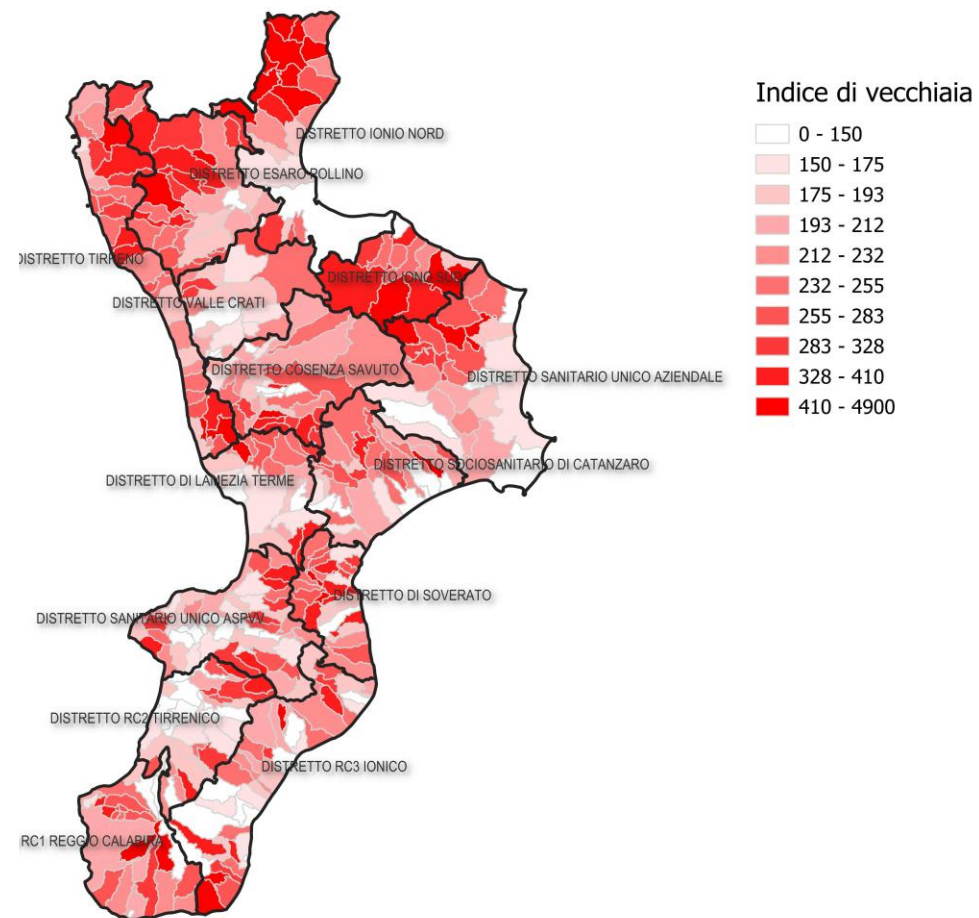 Indice di vecchiaia
0 - 150
150 - 175
175 - 193
193 - 212
212 - 232
232 - 255
255 - 283
283 - 328
328 - 410
410 - 4900
DISTRETTO IONIO NORD
DISTRETTO ESARO POLLINO
DISTRETTO TIRRENO
DISTRETTO IONIO SUD
DISTRETTO VALLE CRATI
DISTRETTO COSENZA SAVUTO
DISTRETTO SANITARIO UNICO AZIENDALE
DISTRETTO SOCIOSANITARIO DI CATANZARO
DISTRETTO DI LAMEZIA TERME
DISTRETTO DI SOVERATO
DISTRETTO SANITARIO UNICO ASPVV
DISTRETTO RC2 TIRRENICO
DISTRETTO RC3 IONICO
RC1 REGGIO CALABRIA